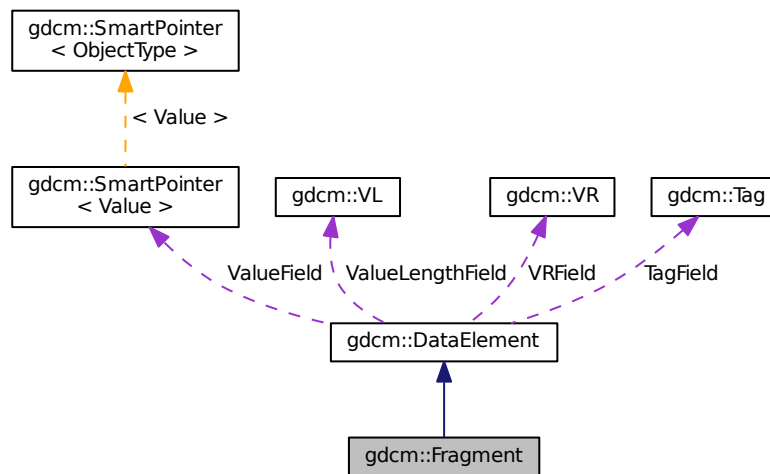 gdcm::SmartPointer
< ObjectType >
< Value >
gdcm::SmartPointer
< Value >
gdcm::VL
gdcm::VR
gdcm::Tag
ValueField
ValueLengthField
VRField
TagField
gdcm::DataElement
gdcm::Fragment